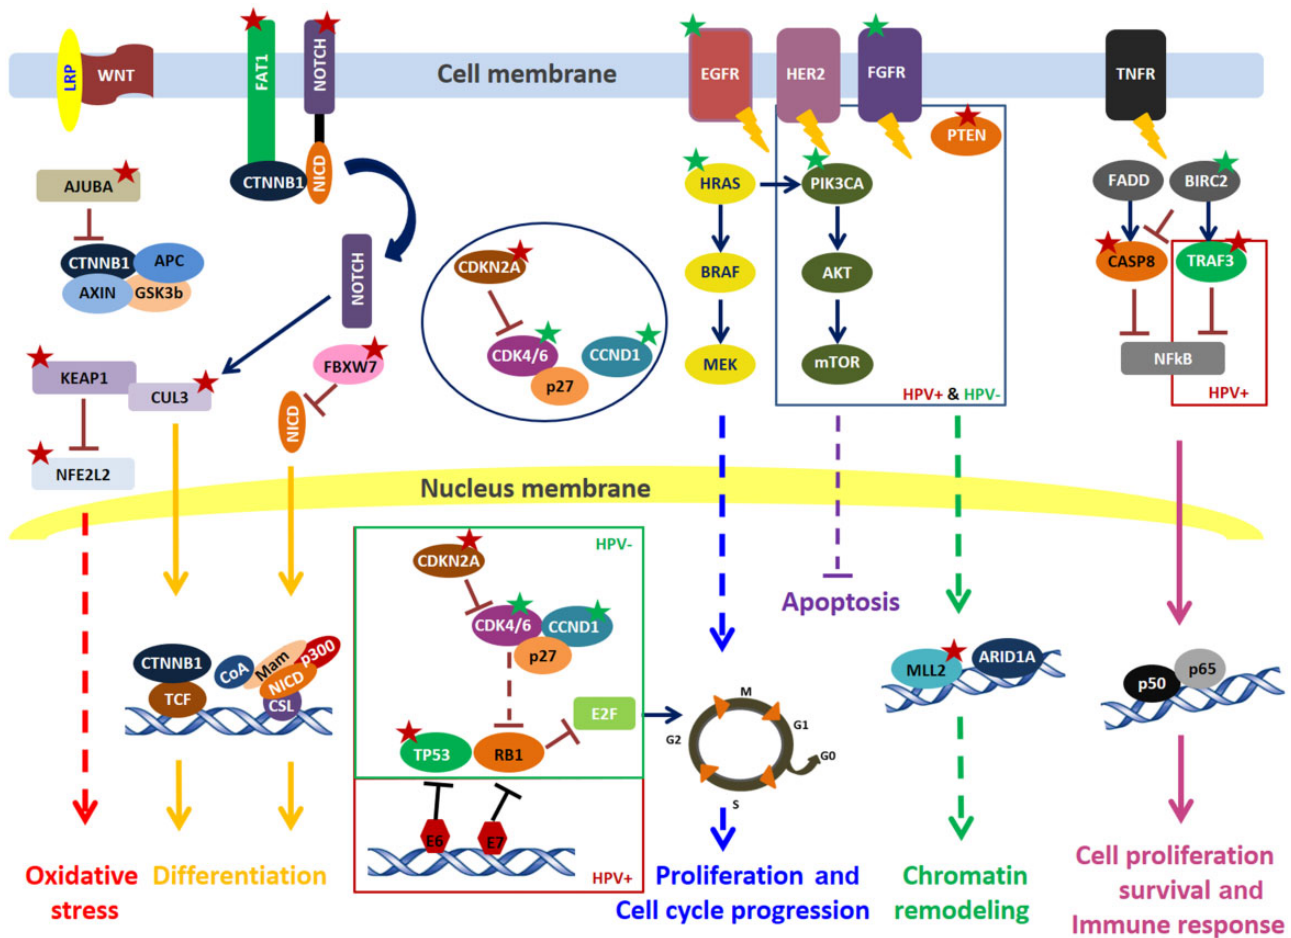 LRP
WNT
FAT1
NOTCH
Cell membrane
EGFR
HER2
FGFR
TNFR
PTEN
AJUBA
CTNNB1
NICD
HRAS
PIK3CA
FADD
BIRC2
CTNNB1
APC
AXIN
GSK3b
NOTCH
CDKN2A
BRAF
AKT
CASP8
TRAF3
KEAP1
CUL3
FBXW7
CDK4/6
CCND1
p27
MEK
mTOR
NFkB
HPV+ & HPV-
HPV+
NICD
NFE2L2
Nucleus membrane
HPV-
CDKN2A
Apoptosis
CDK4/6
CCND1
p27
CTNNB1
TCF
CoA
Mam
p300
NICD
CSL
MLL2
ARID1A
p50
p65
E2F
TP53
RB1
M
G1
G2
G0
S
E6
E7
HPV+
Oxidative
stress
Differentiation
Proliferation and
Cell cycle progression
Chromatin
remodeling
Cell proliferation
survival and
Immune response